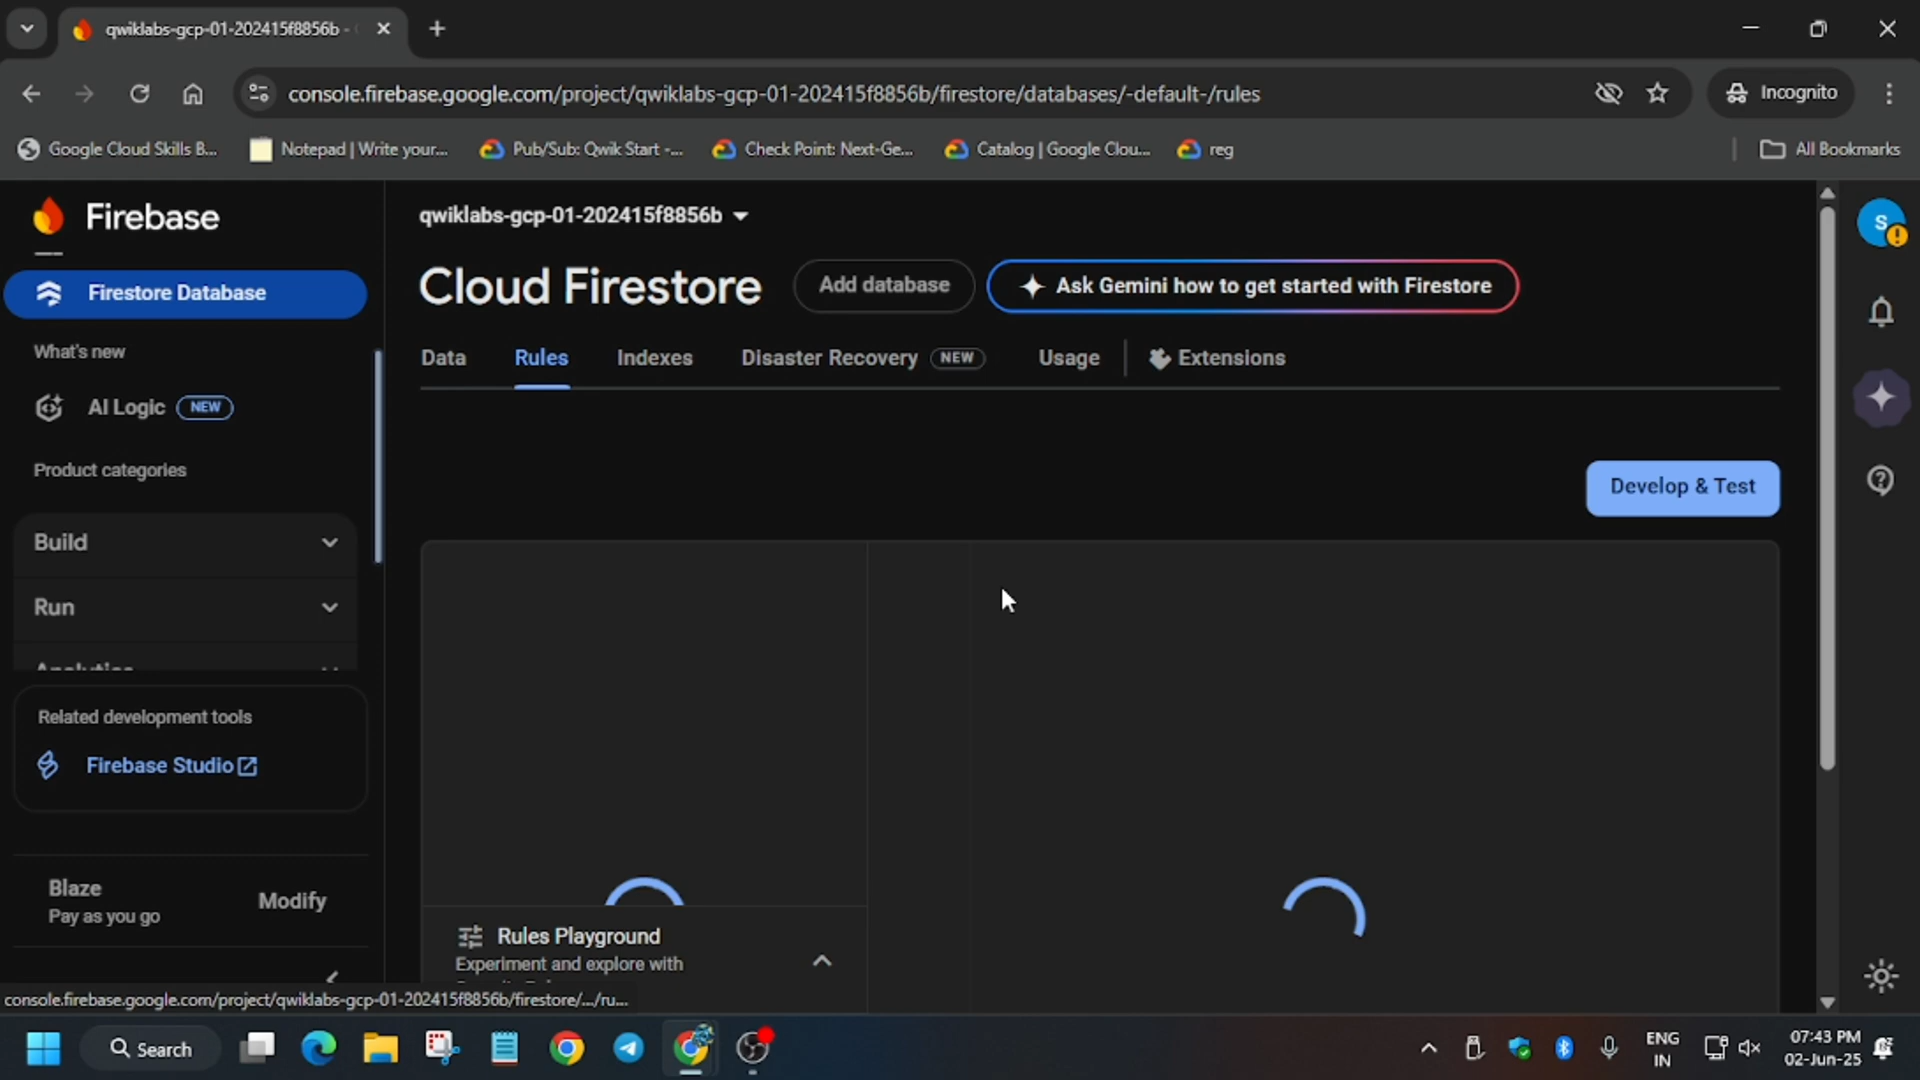 qwiklabs-gcp-01-202415f8856b -
console.firebase.google.com/project/qwiklabs-gcp-01-202415f8856b/firestore/databases/-default-/rules
Incognito
Google Cloud Skills B...
Notepad | Write your...
Pub/Sub: Qwik Start -...
Check Point: Next-Ge...
Catalog | Google Clou...
reg
All Bookmarks
Firebase
qwiklabs-gcp-01-202415f8856b
S
Cloud Firestore
Add database
Ask Gemini how to get started with Firestore
Firestore Database
What's new
Data
Rules
Indexes
Disaster Recovery NEW
Usage
Extensions
AI Logic NEW
Product categories
Develop & Test
Build
Run
Analytics
Related development tools
Firebase Studio
Blaze
Pay as you go
Modify
Rules Playground
Experiment and explore with
console.firebase.google.com/project/qwiklabs-gcp-01-202415f8856b/firestore/.../ru...
Search
ENG
IN
07:43 PM
02-Jun-25